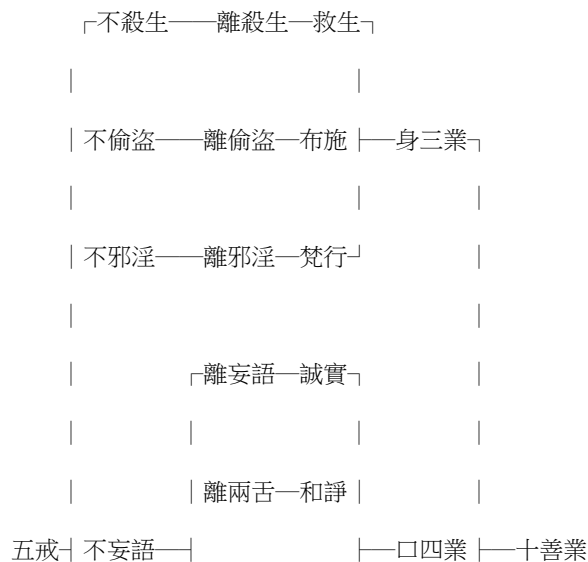 ┌不殺生──離殺生─救生┐
│ │
│不偷盜──離偷盜─布施├─身三業┐
│ │ │
│不邪淫──離邪淫─梵行┘ │
│ │
│ ┌離妄語─誠實┐ │
│ │ │ │
│ │離兩舌─和諍│ │
五戒┤不妄語─┤ ├─口四業├─十善業